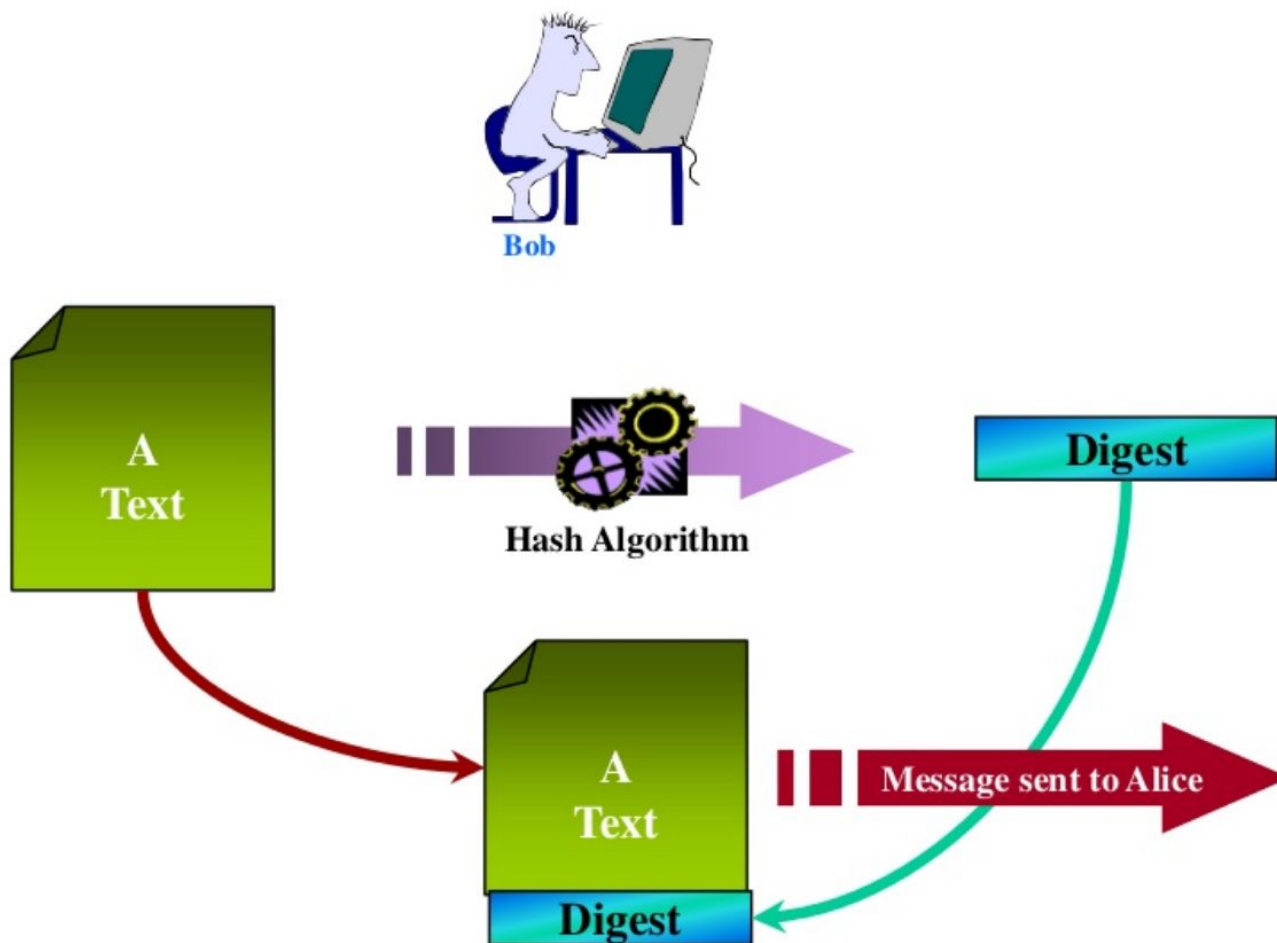 Bob
A
Text
Hash Algorithm
Digest
A
Text
Message sent to Alice
Digest